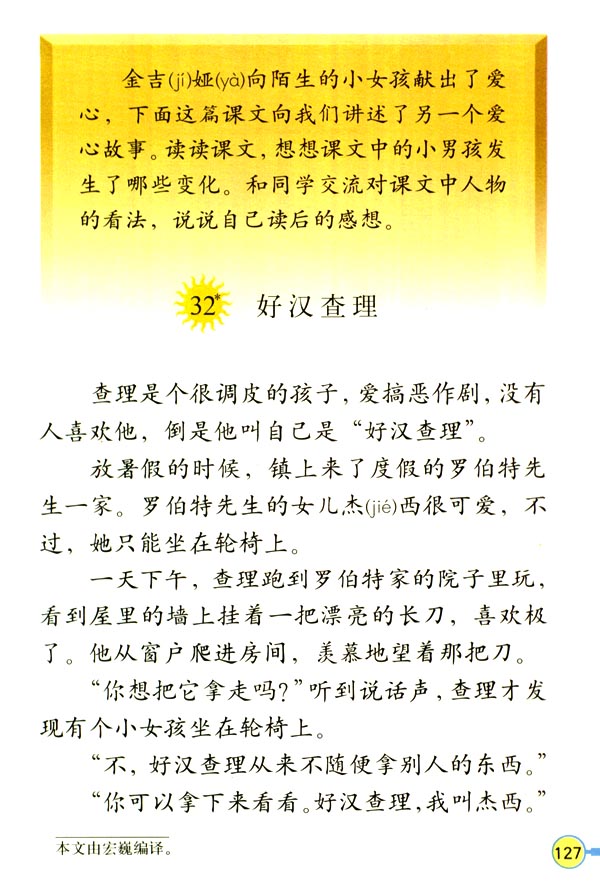 金吉(jí)娅(yà)向陌生的小女孩献出了爱
心，下面这篇课文向我们讲述了另一个爱
心故事。读读课文，想想课文中的小男孩发
生了哪些变化。和同学交流对课文中人物
的看法，说说自己读后的感想。
32* 好汉查理
查理是个很调皮的孩子，爱搞恶作剧，没有
人喜欢他，倒是他叫自己是“好汉查理”。
放暑假的时候，镇上来了度假的罗伯特先
生一家。罗伯特先生的女儿杰(jié)西很可爱，不
过，她只能坐在轮椅上。
一天下午，查理跑到罗伯特家的院子里玩，
看到屋里的墙上挂着一把漂亮的长刀，喜欢极
了。他从窗户爬进房间，羡慕地望着那把刀。
“你想把它拿走吗？”听到说话声，查理才发
现有个小女孩坐在轮椅上。
“不，好汉查理从来不随便拿别人的东西。”
“你可以拿下来看看。好汉查理，我叫杰西。”
本文由宏巍编译。
127